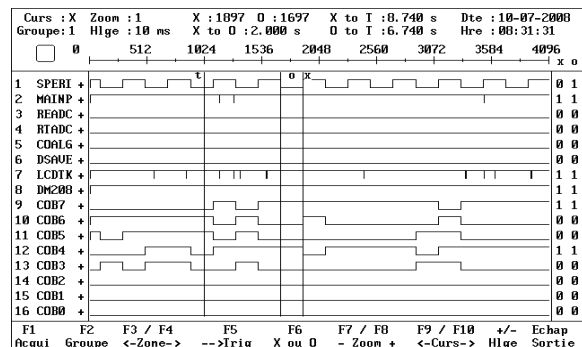 Curs :X Zoom :1 X :1897 O :1697 X to T :8.740 s Dte :10-07-2008
Groupe:1 Hlge :10 ms X to O :2.000 s O to T :6.740 s Hre :08:31:31
0 512 1024 1536 2048 2560 3072 3584 4096
x o
t o x
1 SPERI + 0 1
2 MAINP + 1 1
3 READC + 0 0
4 RTADC + 0 0
5 COALG + 0 0
6 DSAVE + 0 0
7 LCDTK + 1 1
8 DM208 + 1 1
9 COB7 + 1 1
10 COB6 + 0 0
11 COB5 + 0 0
12 COB4 + 1 1
13 COB3 + 0 0
14 COB2 + 0 0
15 COB1 + 0 0
16 COB0 + 0 0
F1 F2 F3 / F4 F5 F6 F7 / F8 F9 / F10 +/- Echap
Acqui Groupe <-Zone-> -->Trig X ou O - Zoom + <-Curs-> Hlge Sortie